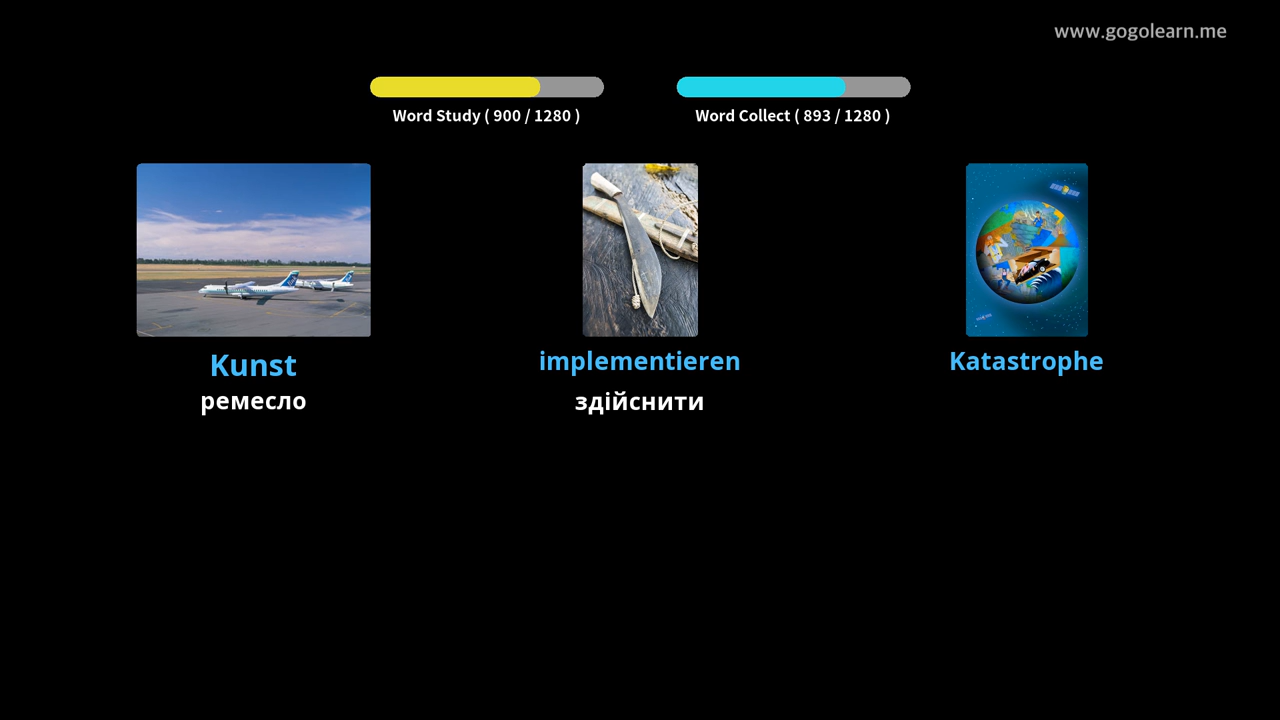 www.gogolearn.me
Word Study ( 900 / 1280 )
Word Collect ( 893 / 1280 )
Kunst
ремесло
implementieren
здійснити
Katastrophe